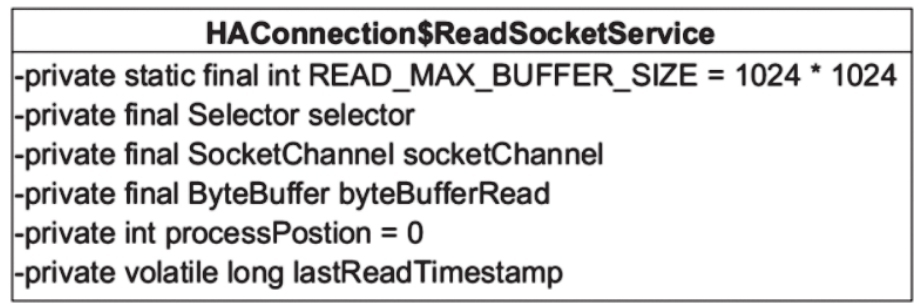 HAConnection$ReadSocketService
-private static final int READ_MAX_BUFFER_SIZE = 1024 * 1024
-private final Selector selector
-private final SocketChannel socketChannel
-private final ByteBuffer byteBufferRead
-private int processPostion = 0
-private volatile long lastReadTimestamp